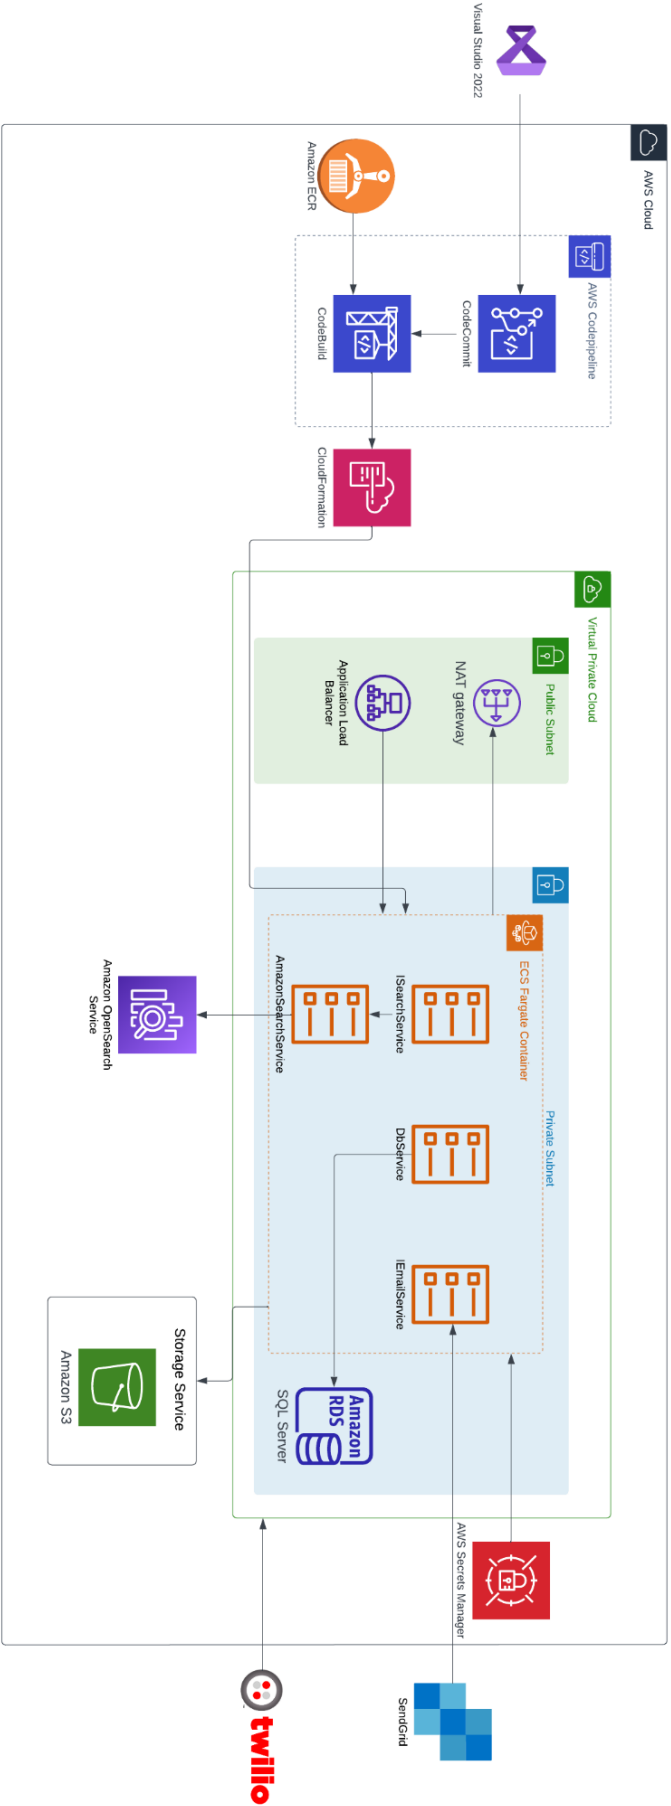 Visual Studio 2022
AWS Cloud
Amazon ECR
AWS Codepipeline
CodeCommit
CodeBuild
CloudFormation
Virtual Private Cloud
Public Subnet
NAT gateway
Application Load
Balancer
Private Subnet
ECS Fargate Container
ISearchService
AmazonSearchService
DbService
IEmailService
Amazon
RDS
SQL Server
Amazon OpenSearch
Service
Storage Service
Amazon S3
AWS Secrets Manager
SendGrid
twilio